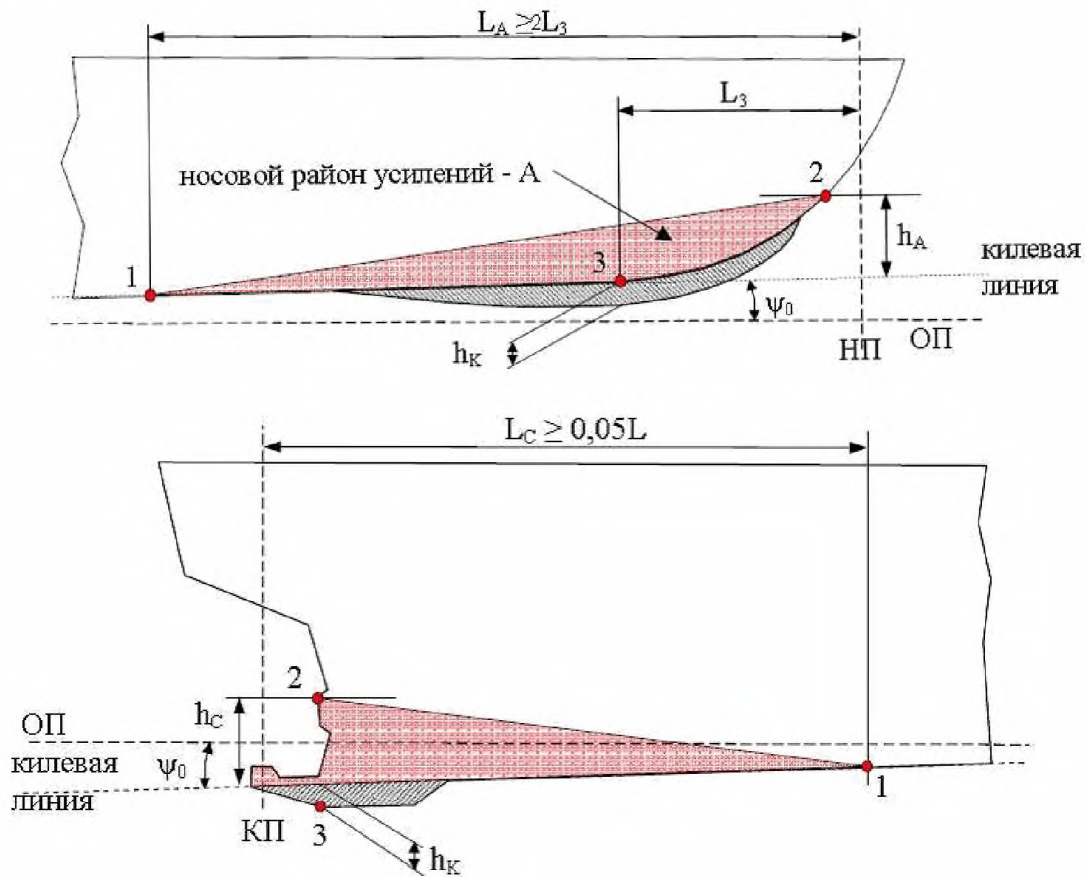 L_A ≥2L_3
L_3
носовой район усилений - А
2
h_A
килевая
линия
1
3
ψ_0
h_K
НП
ОП
L_C ≥ 0,05L
2
h_C
ОП
килевая
линия
ψ_0
1
КП
3
h_K